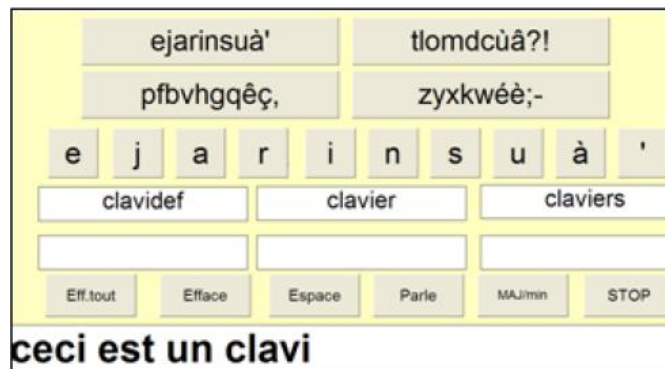 ejarinsuà' tlomdcùâ?!
pfbvhgqêç, zyxkwéè;-
e j a r i n s u à '
clavidef clavier claviers
Eff.tout Efface Espace Parle MAJ/min STOP
ceci est un clavi